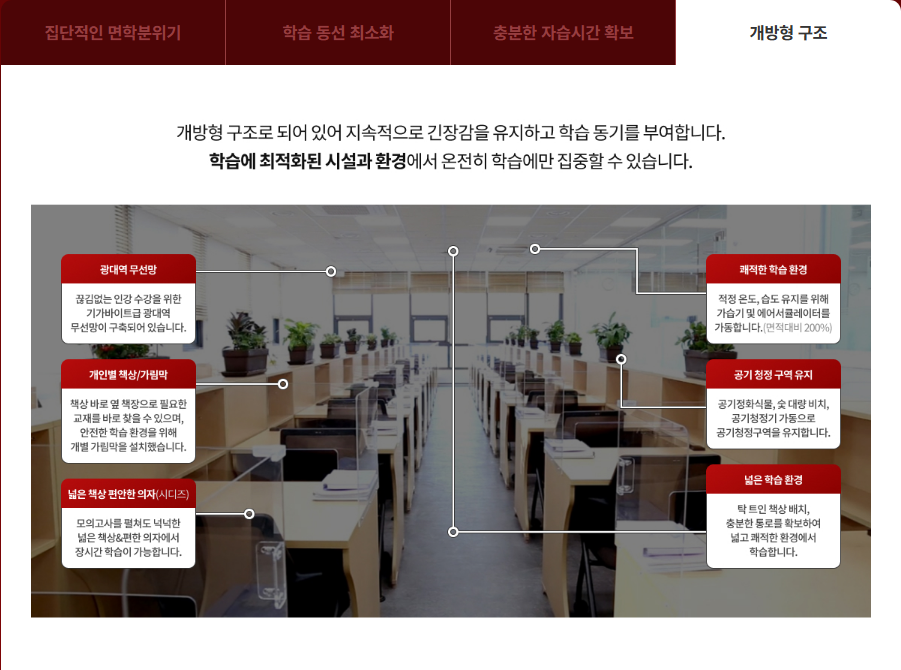 집단적인 면학분위기
학습 동선 최소화
충분한 자습시간 확보
개방형 구조
개방형 구조로 되어 있어 지속적으로 긴장감을 유지하고 학습 동기를 부여합니다.
학습에 최적화된 시설과 환경에서 온전히 학습에만 집중할 수 있습니다.
광대역 무선망
끊김없는 인강 수강을 위한
기가바이트급 광대역
무선망이 구축되어 있습니다.
개인별 책상/가림막
책상 바로 옆 책장으로 필요한
교재를 바로 찾을 수 있으며,
안전한 학습 환경을 위해
개별 가림막을 설치했습니다.
넓은 책상 편안한 의자(시디즈)
모의고사를 펼쳐도 넉넉한
넓은 책상&편한 의자에서
장시간 학습이 가능합니다.
쾌적한 학습 환경
적정 온도, 습도 유지를 위해
가습기 및 에어서큘레이터를
가동합니다.(면적대비 200%)
공기 청정 구역 유지
공기정화식물, 숯 대량 비치,
공기청정기 가동으로
공기청정구역을 유지합니다.
넓은 학습 환경
탁 트인 책상 배치,
충분한 통로를 확보하여
넓고 쾌적한 환경에서
학습합니다.